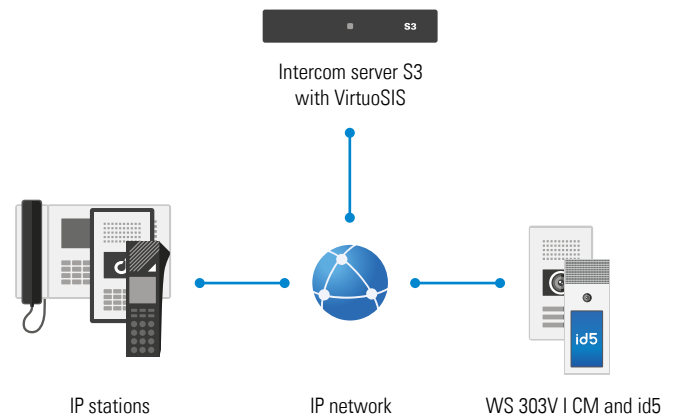 S3
Intercom server S3
with VirtuoSIS
id5
IP stations
IP network
WS 303V I CM and id5